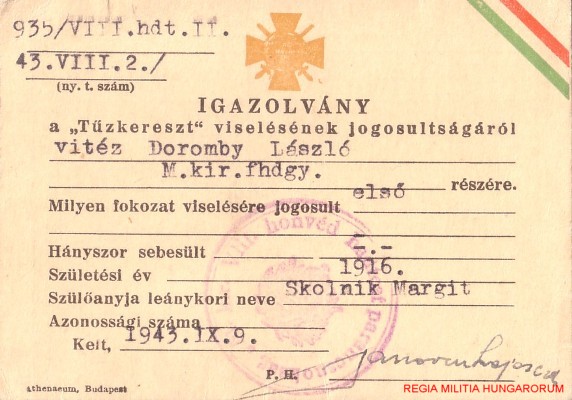 935/VIII.hdt.II.
43.VIII.2./
(ny. t. szám)
IGAZOLVÁNY
a „Tűzkereszt“ viselésének jogosultságáról
vitéz Doromby László
M.kir.fhdgy. részére.
Milyen fokozat viselésére jogosult első
Hányszor sebesült -.-
Születési év 1916.
Szülőanyja leánykori neve Skolnik Margit
Azonossági száma
Kelt, 1943.IX.9.
P. H.
Athenaeum, Budapest
REGIA MILITIA HUNGARORUM